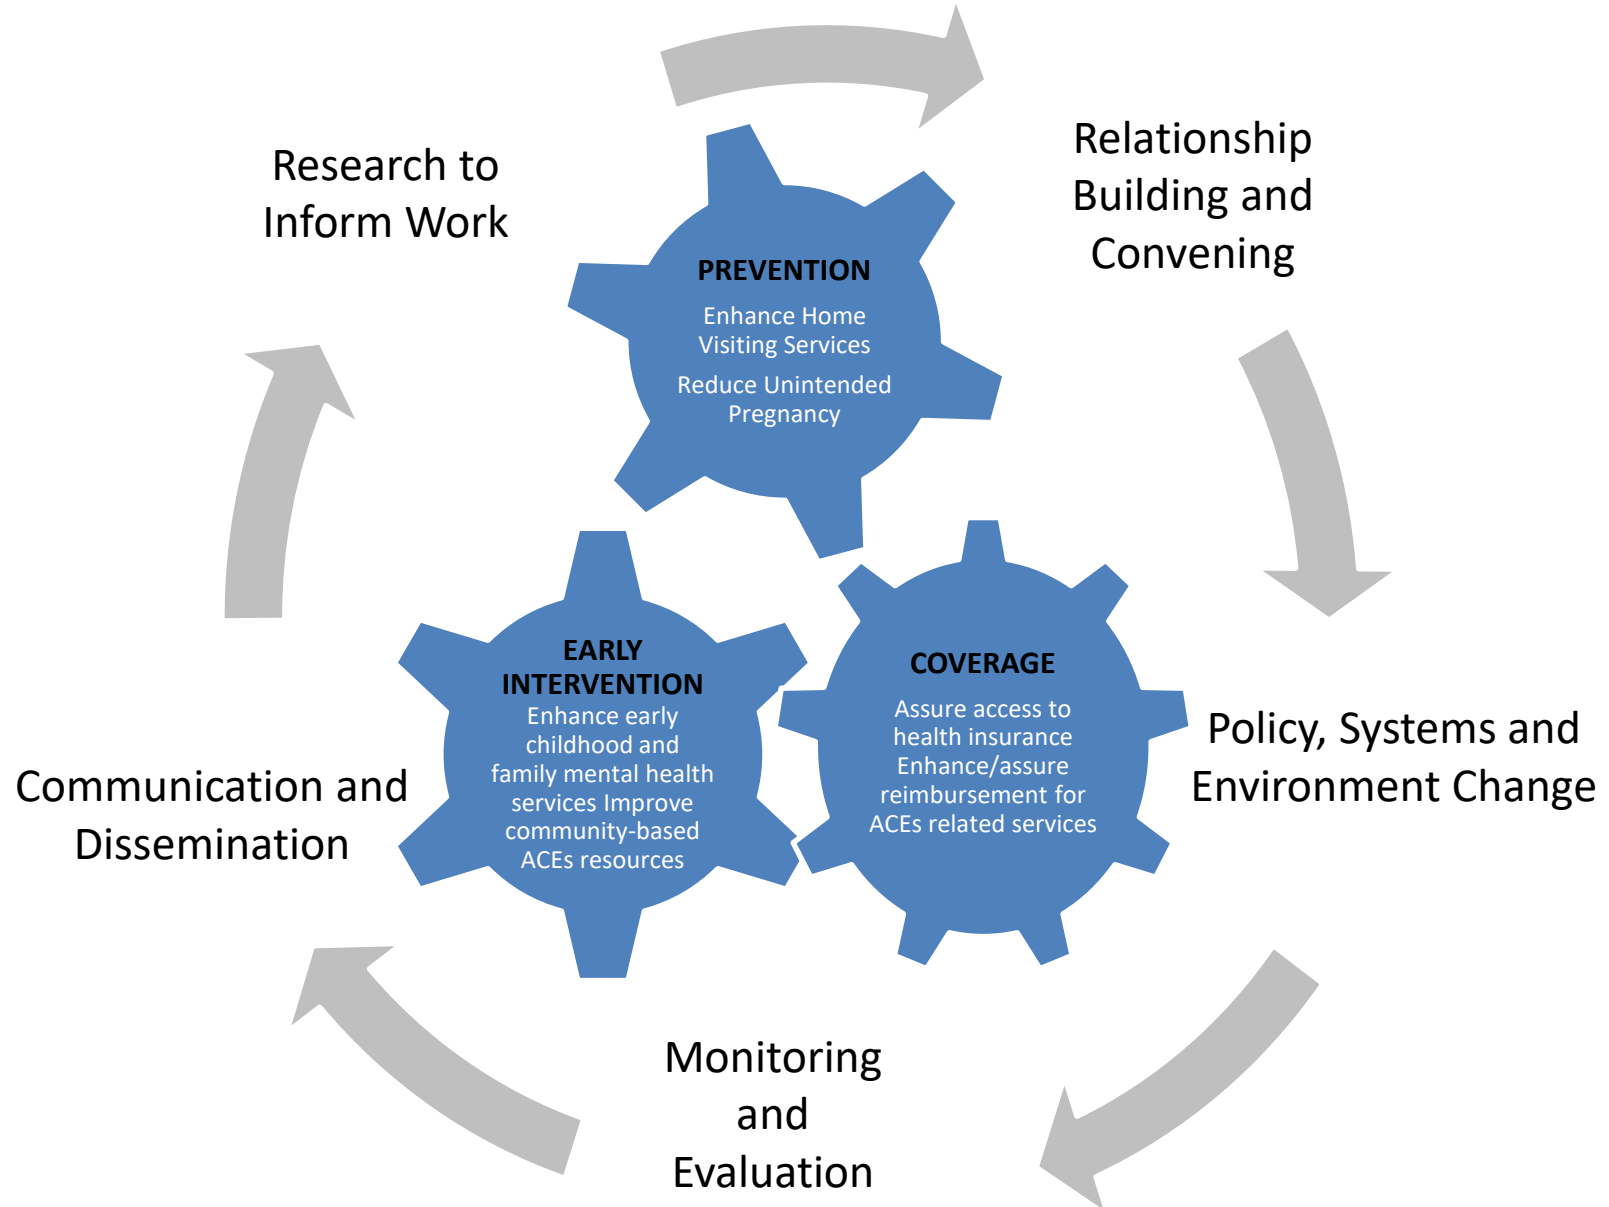 Research to
Inform Work
Relationship
Building and
Convening
PREVENTION
Enhance Home
Visiting Services
Reduce Unintended
Pregnancy
EARLY
INTERVENTION
Enhance early
childhood and
family mental health
services Improve
community-based
ACEs resources
COVERAGE
Assure access to
health insurance
Enhance/assure
reimbursement for
ACEs related services
Policy, Systems and
Environment Change
Communication and
Dissemination
Monitoring
and
Evaluation